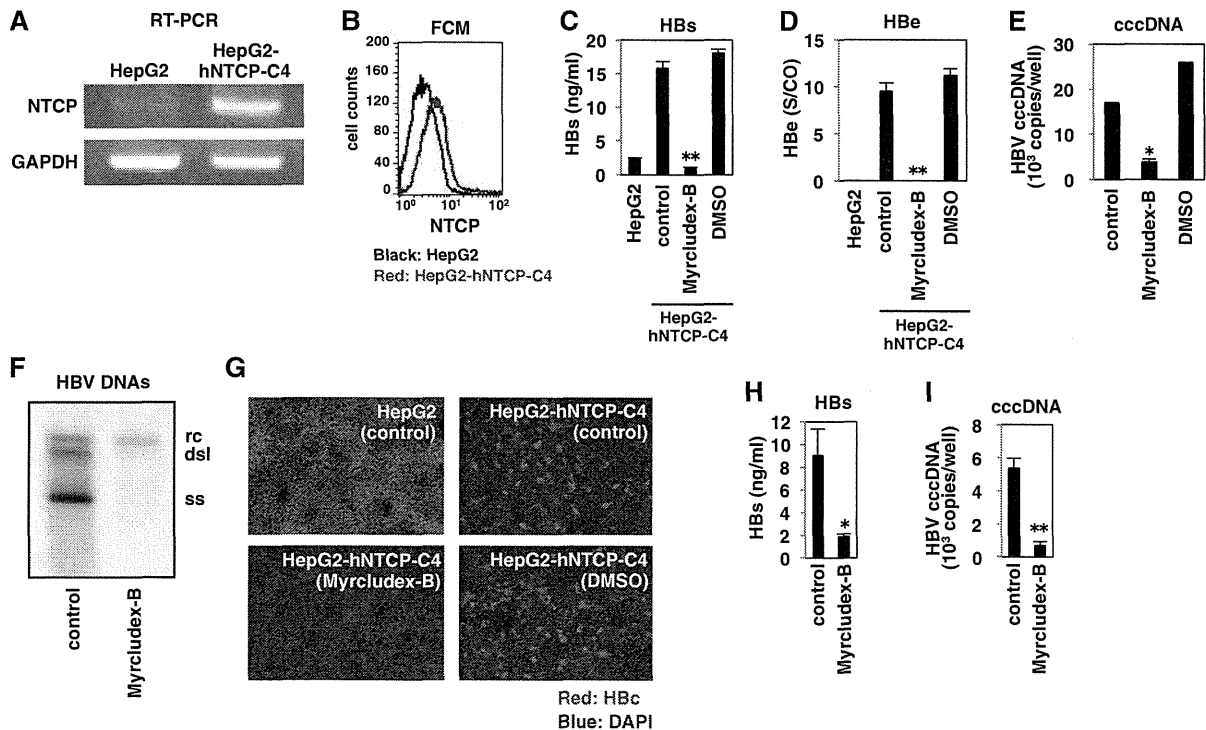 A
RT-PCR
HepG2
HepG2-
hNTCP-C4
NTCP
GAPDH
B
FCM
cell counts
200
160
120
80
40
0
10⁰
10¹
10²
NTCP
Black: HepG2
Red: HepG2-hNTCP-C4
C
HBs
HBs (ng/ml)
20
15
10
5
0
HepG2
control
Myrcludex-B
DMSO
**
HepG2-
hNTCP-C4
D
HBe
HBe (S/CO)
15
10
5
0
HepG2
control
Myrcludex-B
DMSO
**
HepG2-
hNTCP-C4
E
cccDNA
HBV cccDNA
(10³ copies/well)
30
20
10
0
*
control
Myrcludex-B
DMSO
F
HBV DNAs
rc
dsl
ss
control
Myrcludex-B
G
HepG2
(control)
HepG2-hNTCP-C4
(control)
HepG2-hNTCP-C4
(Myrcludex-B)
HepG2-hNTCP-C4
(DMSO)
Red: HBc
Blue: DAPI
H
HBs
HBs (ng/ml)
12
10
8
6
4
2
0
*
control
Myrcludex-B
I
cccDNA
HBV cccDNA
(10³ copies/well)
8
6
4
2
0
**
control
Myrcludex-B